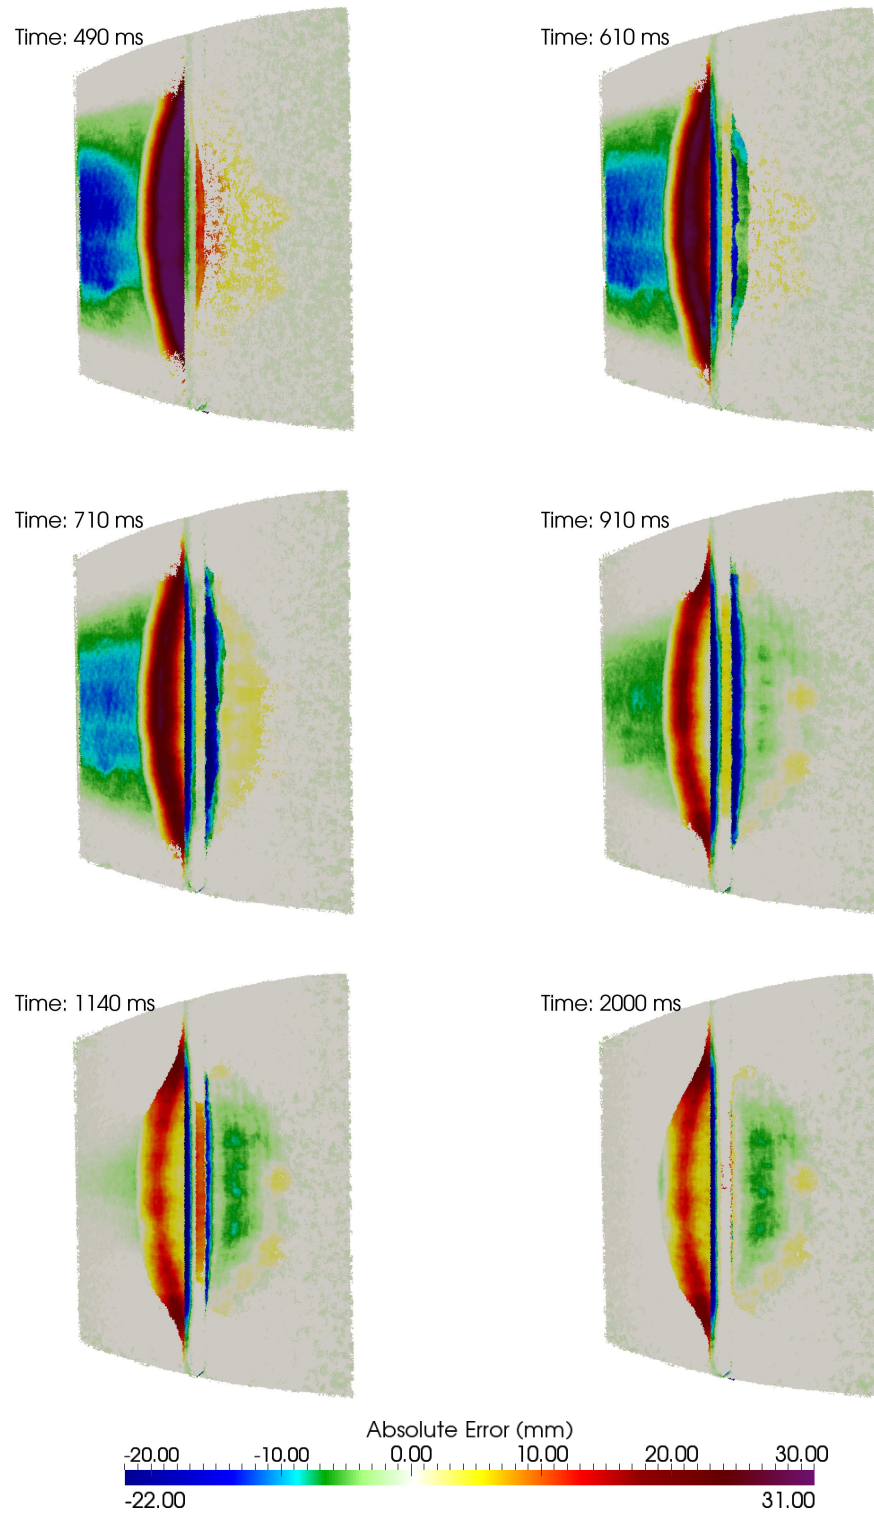 Time: 490 ms
Time: 610 ms
Time: 710 ms
Time: 910 ms
Time: 1140 ms
Time: 2000 ms
Absolute Error (mm)
-20.00 -10.00 0.00 10.00 20.00 30.00
-22.00 31.00